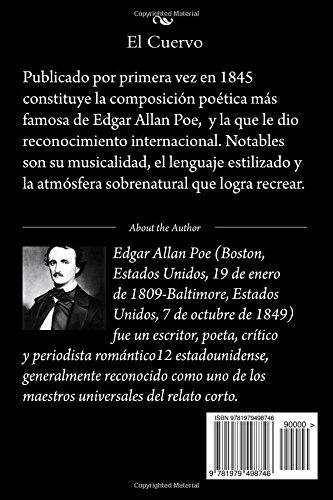 Copyrighted Material
El Cuervo
Publicado por primera vez en 1845
constituye la composición poética más
famosa de Edgar Allan Poe, y la que le dio
reconocimiento internacional. Notables
son su musicalidad, el lenguaje estilizado y
la atmósfera sobrenatural que logra recrear.
About the Author
Edgar Allan Poe (Boston,
Estados Unidos, 19 de enero
de 1809-Baltimore, Estados
Unidos, 7 de octubre de 1849)
fue un escritor, poeta, crítico
y periodista romántico12 estadounidense,
generalmente reconocido como uno de los
maestros universales del relato corto.
ISBN 9781979498746
90000 >
9 781979 498746
Copyrighted Material